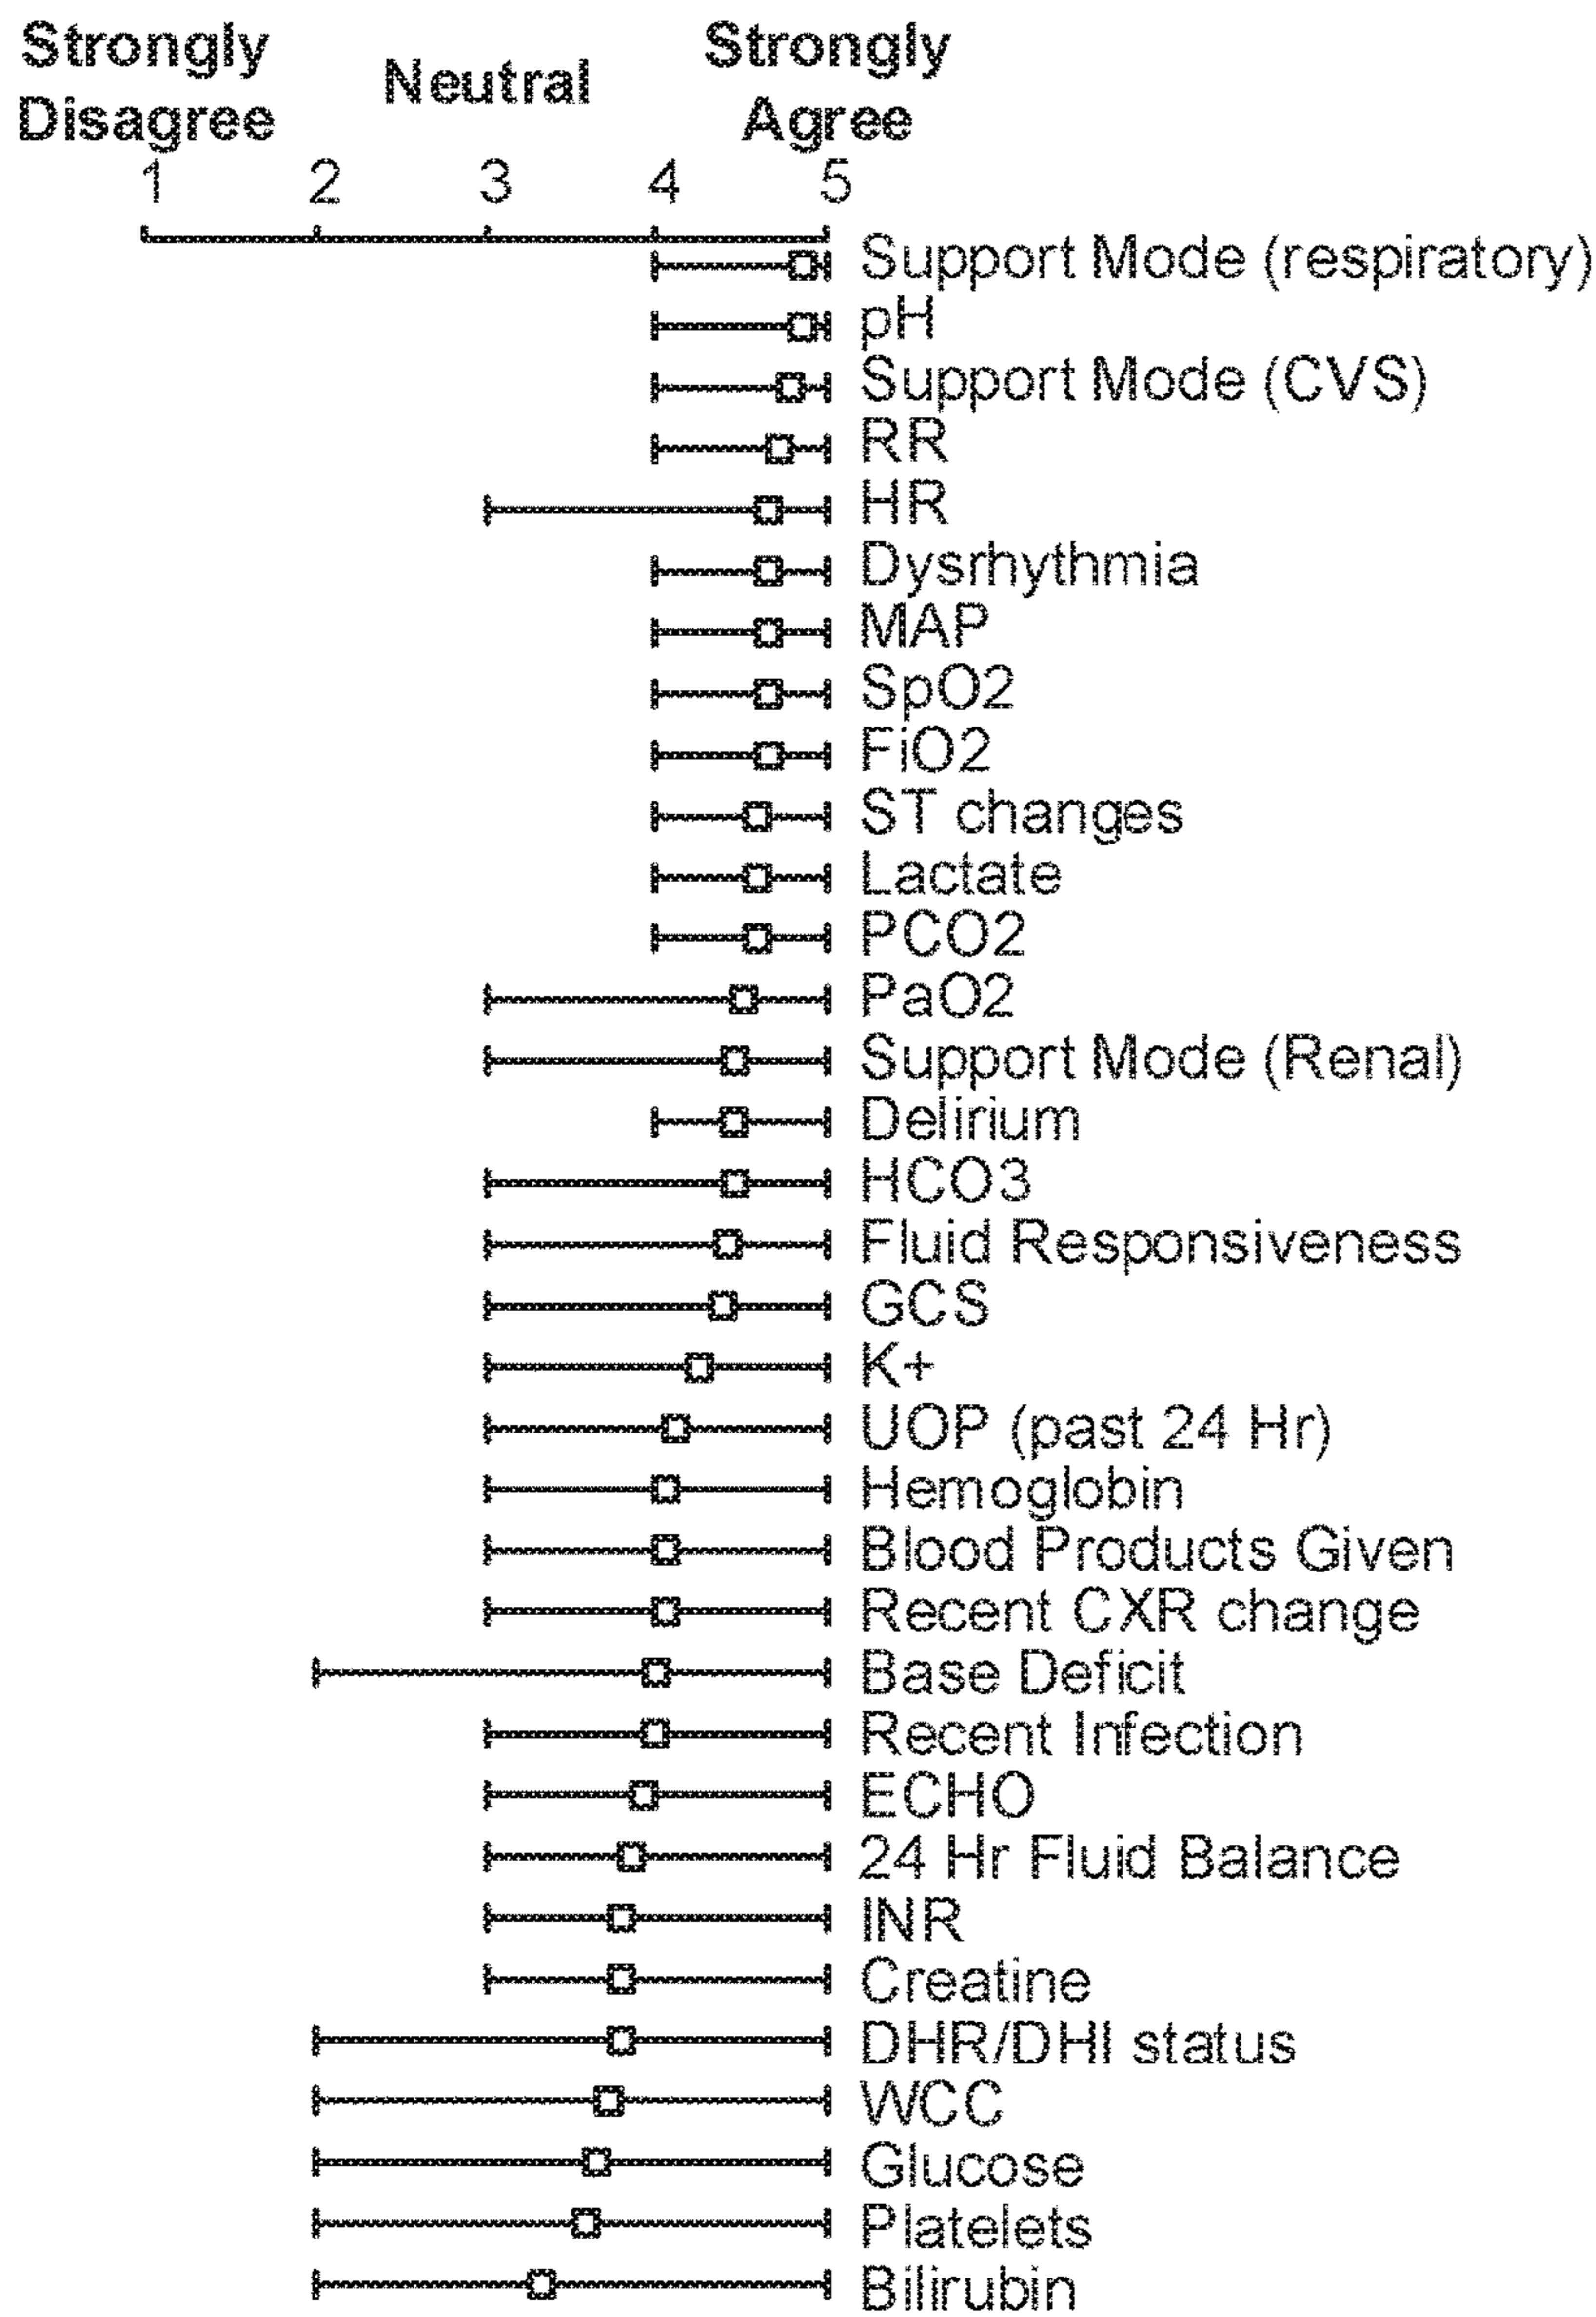 Strongly Disagree
Neutral
Strongly Agree
1 2 3 4 5
Support Mode (respiratory)
pH
Support Mode (CVS)
RR
HR
Dysrhythmia
MAP
SpO2
FiO2
ST changes
Lactate
PCO2
PaO2
Support Mode (Renal)
Delirium
HCO3
Fluid Responsiveness
GCS
K+
UOP (past 24 Hr)
Hemoglobin
Blood Products Given
Recent CXR change
Base Deficit
Recent Infection
ECHO
24 Hr Fluid Balance
INR
Creatine
DHR/DHI status
WCC
Glucose
Platelets
Bilirubin